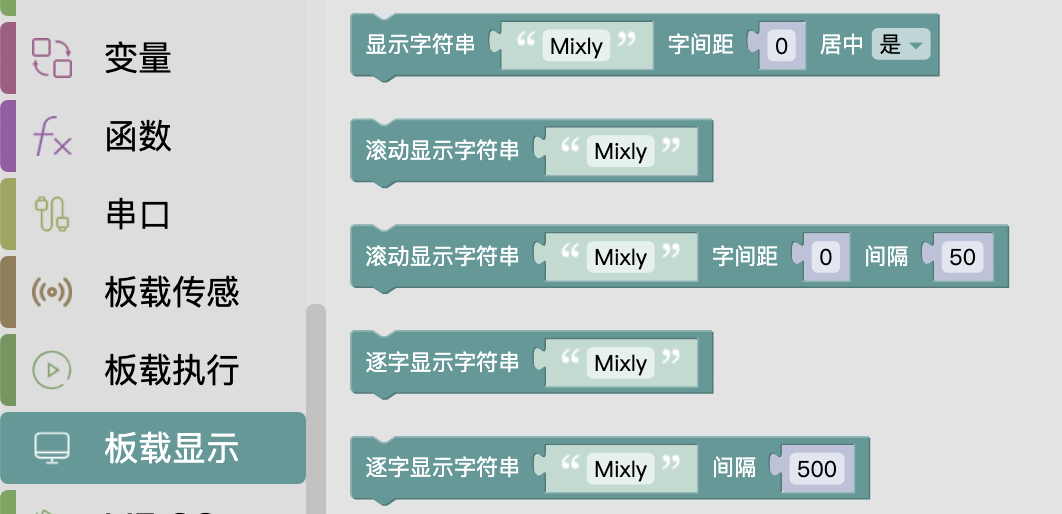 变量
函数
串口
板载传感
板载执行
板载显示
显示字符串 “ Mixly ” 字间距 0 居中 是
滚动显示字符串 “ Mixly ”
滚动显示字符串 “ Mixly ” 字间距 0 间隔 50
逐字显示字符串 “ Mixly ”
逐字显示字符串 “ Mixly ” 间隔 500